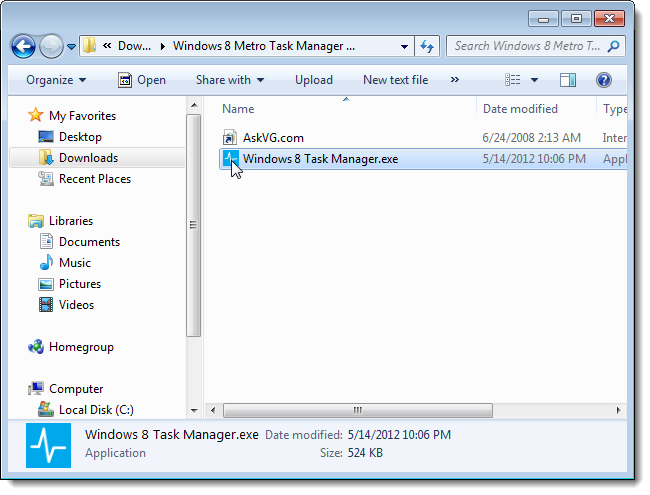 « Dow... Windows 8 Metro Task Manager ... Search Windows 8 Metro T...
Organize Open Share with Upload New text file »
My Favorites
Desktop
Downloads
Recent Places
Libraries
Documents
Music
Pictures
Videos
Homegroup
Computer
Local Disk (C:)
Name Date modified Type
AskVG.com 6/24/2008 2:13 AM Inter
Windows 8 Task Manager.exe 5/14/2012 10:06 PM Appl
Windows 8 Task Manager.exe Date modified: 5/14/2012 10:06 PM
Application Size: 524 KB